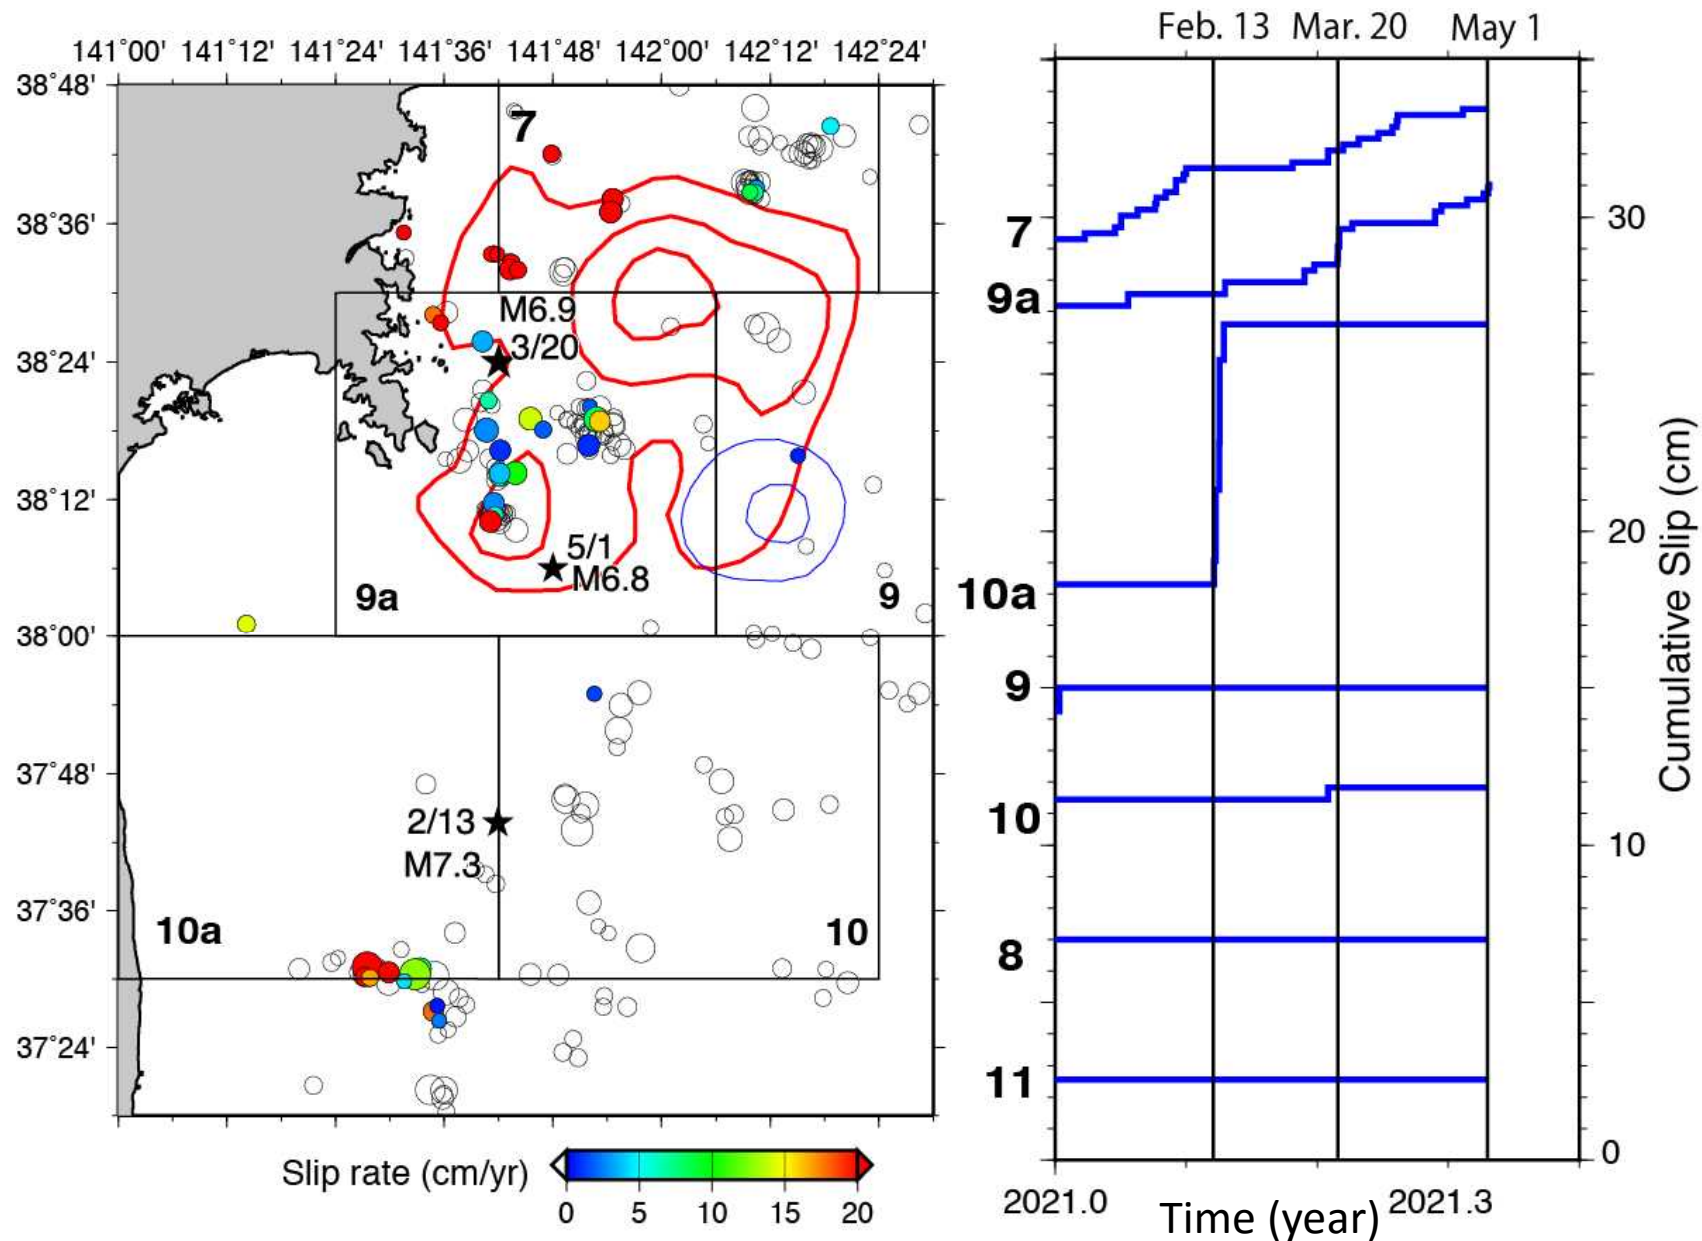 Feb. 13 Mar. 20 May 1
141˚00' 141˚12' 141˚24' 141˚36' 141˚48' 142˚00' 142˚12' 142˚24'
38˚48'
38˚36'
38˚24'
38˚12'
38˚00'
37˚48'
37˚36'
37˚24'
7
M6.9
3/20
5/1
M6.8
9a
9
2/13
M7.3
10a
10
Slip rate (cm/yr)
0 5 10 15 20
7
9a
10a
9
10
8
11
30
20
10
0
Cumulative Slip (cm)
2021.0 2021.3
Time (year)